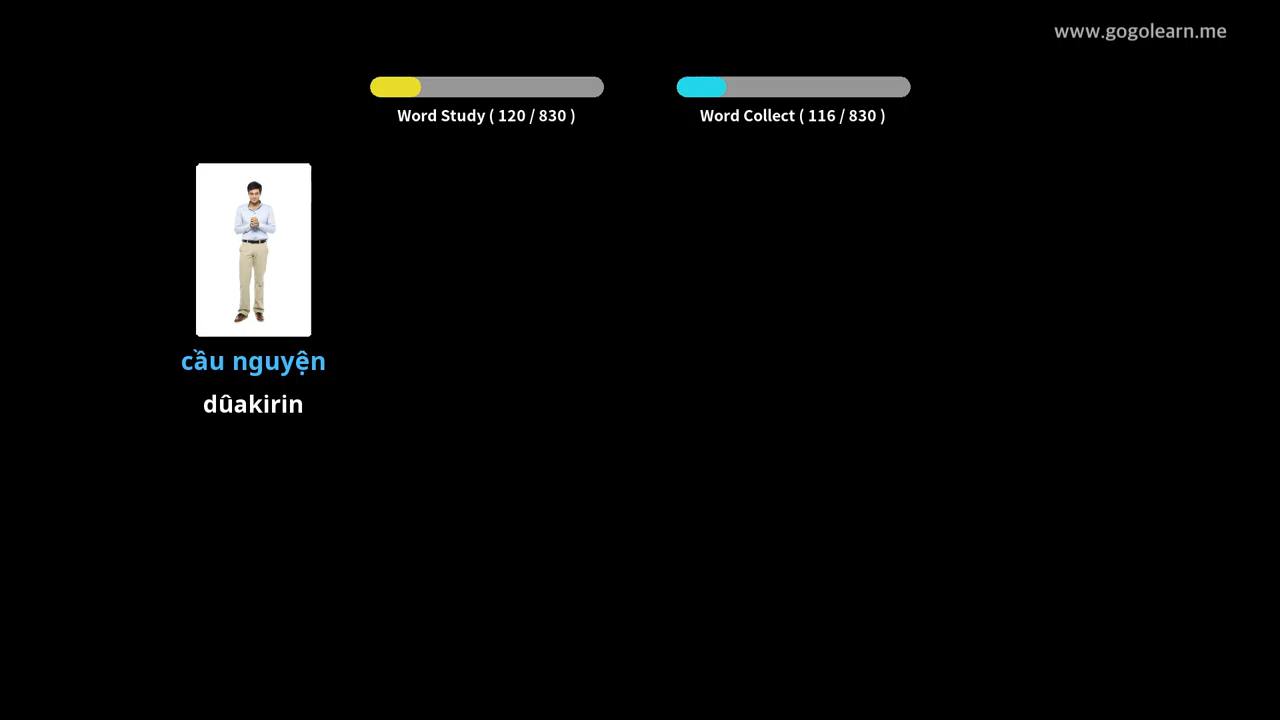 www.gogolearn.me
Word Study ( 120 / 830 )
Word Collect ( 116 / 830 )
cầu nguyện
dûakirin